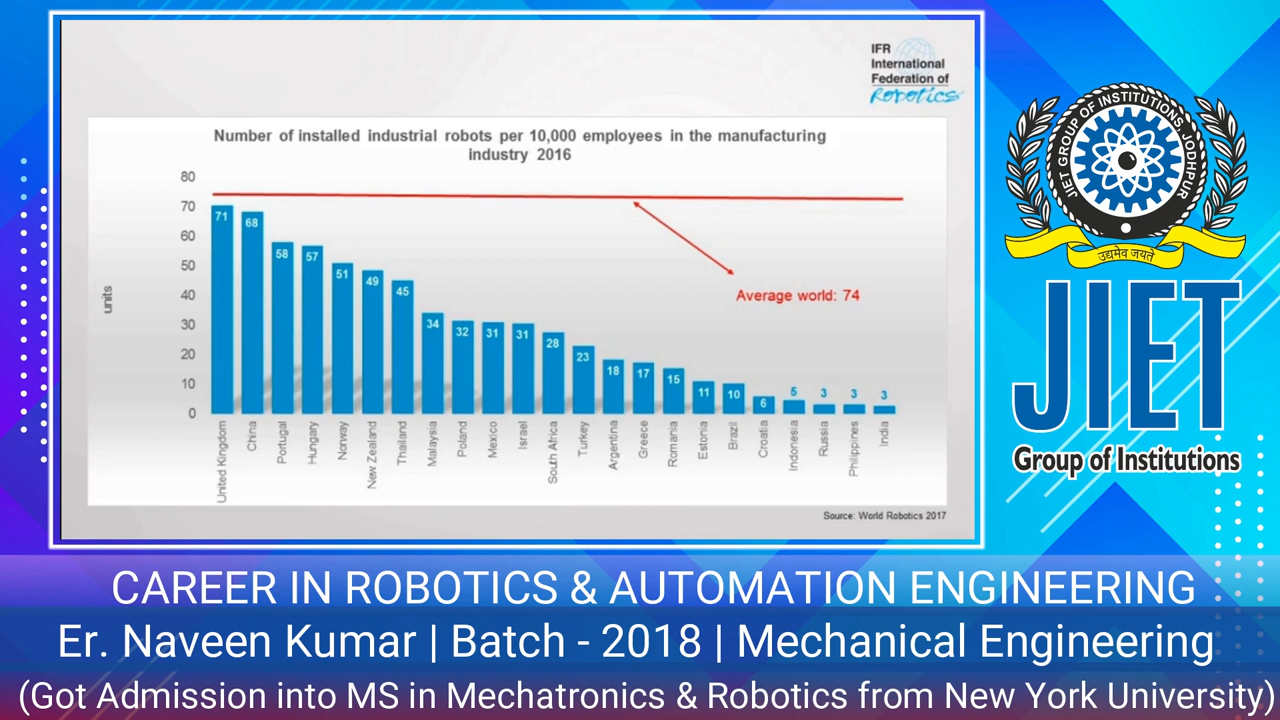 IFR
International
Federation of
Robotics
Number of installed industrial robots per 10,000 employees in the manufacturing
industry 2016
units
80
70
60
50
40
30
20
10
0
71
68
58
57
51
49
45
34
32
31
31
28
23
18
17
15
11
10
6
5
3
3
3
Average world: 74
United Kingdom
China
Portugal
Hungary
Norway
New Zealand
Thailand
Malaysia
Poland
Mexico
Israel
South Africa
Turkey
Argentina
Greece
Romania
Estonia
Brazil
Croatia
Indonesia
Russia
Philippines
India
Source: World Robotics 2017
JIET GROUP OF INSTITUTIONS, JODHPUR
उद्यमेव जयते
JIET
Group of Institutions
CAREER IN ROBOTICS & AUTOMATION ENGINEERING
Er. Naveen Kumar | Batch - 2018 | Mechanical Engineering
(Got Admission into MS in Mechatronics & Robotics from New York University)